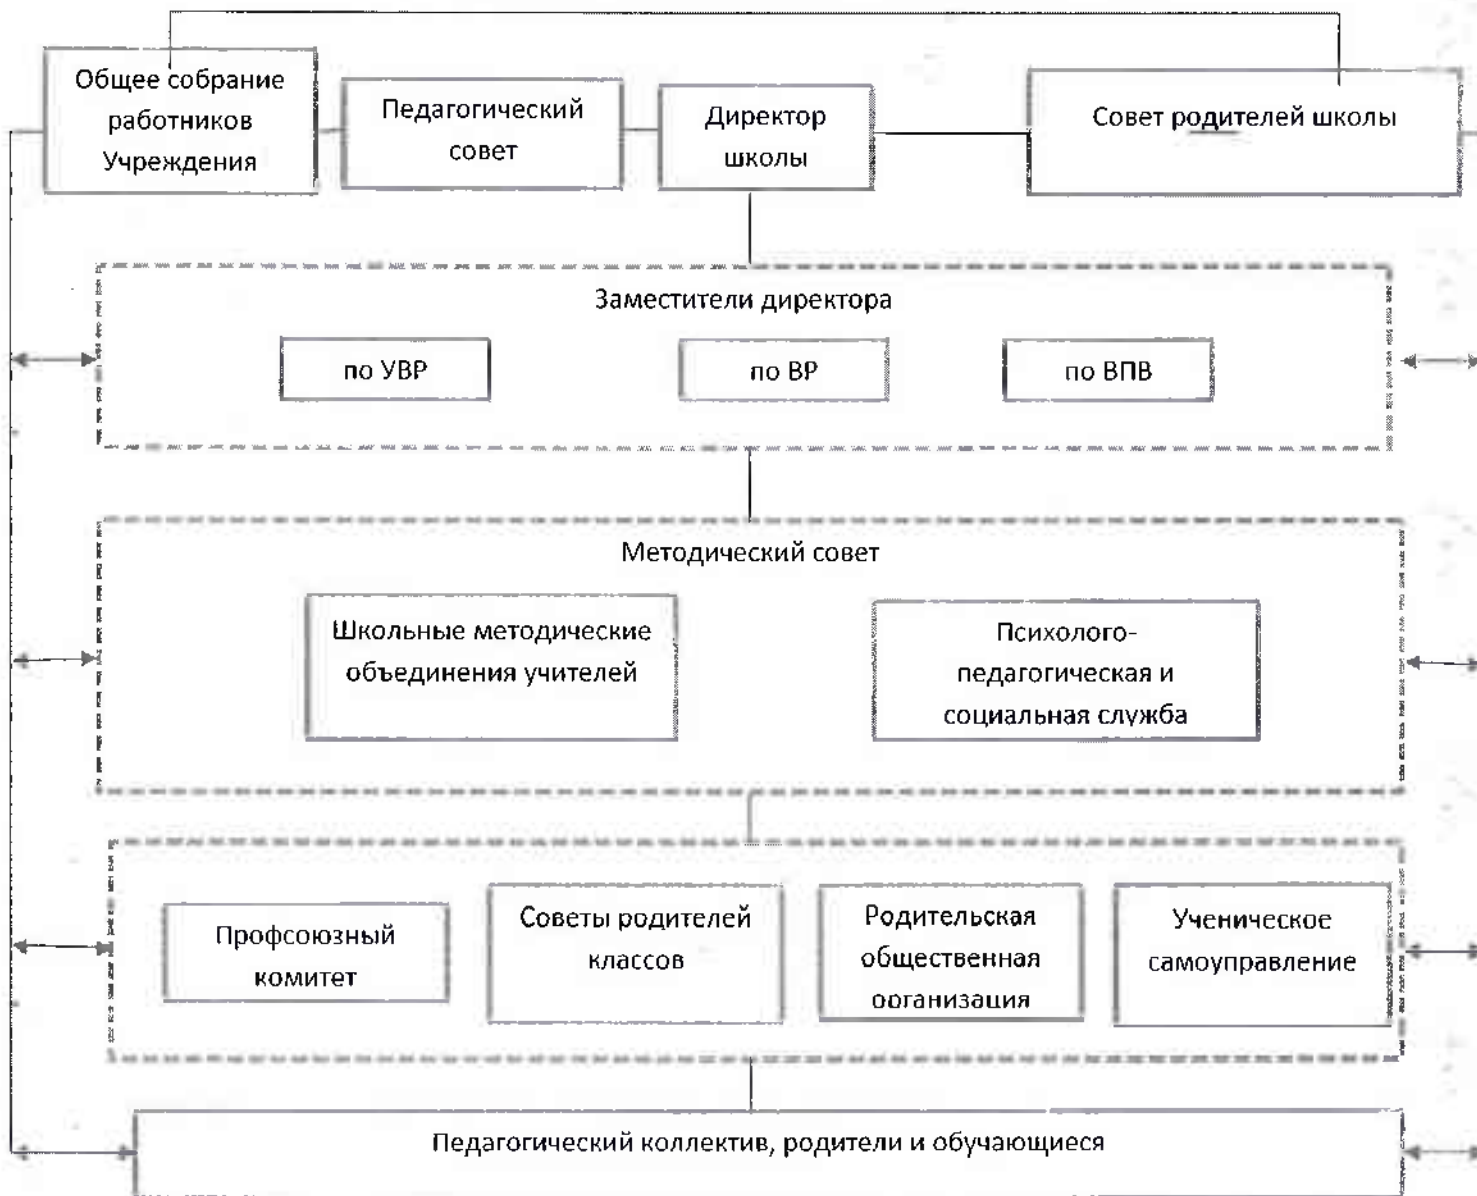 Общее собрание
работников
Учреждения
Педагогический
совет
Директор
школы
Совет родителей школы
Заместители директора
по УВР
по ВР
по ВПВ
Методический совет
Школьные методические
объединения учителей
Психолого-
педагогическая и
социальная служба
Профсоюзный
комитет
Советы родителей
классов
Родительская
общественная
организация
Ученическое
самоуправление
Педагогический коллектив, родители и обучающиеся